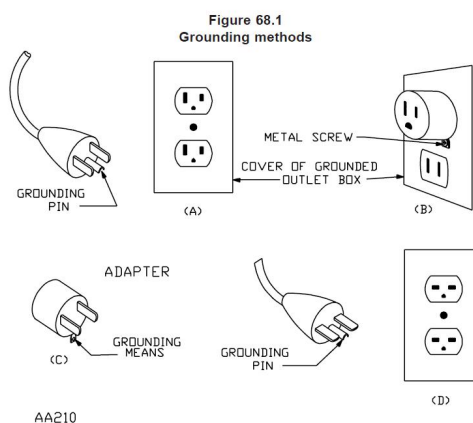 Figure 68.1
Grounding methods
GROUNDING
PIN
(A)
METAL SCREW
COVER OF GROUNDED
OUTLET BOX
(B)
ADAPTER
GROUNDING
MEANS
(C)
GROUNDING
PIN
(D)
AA210